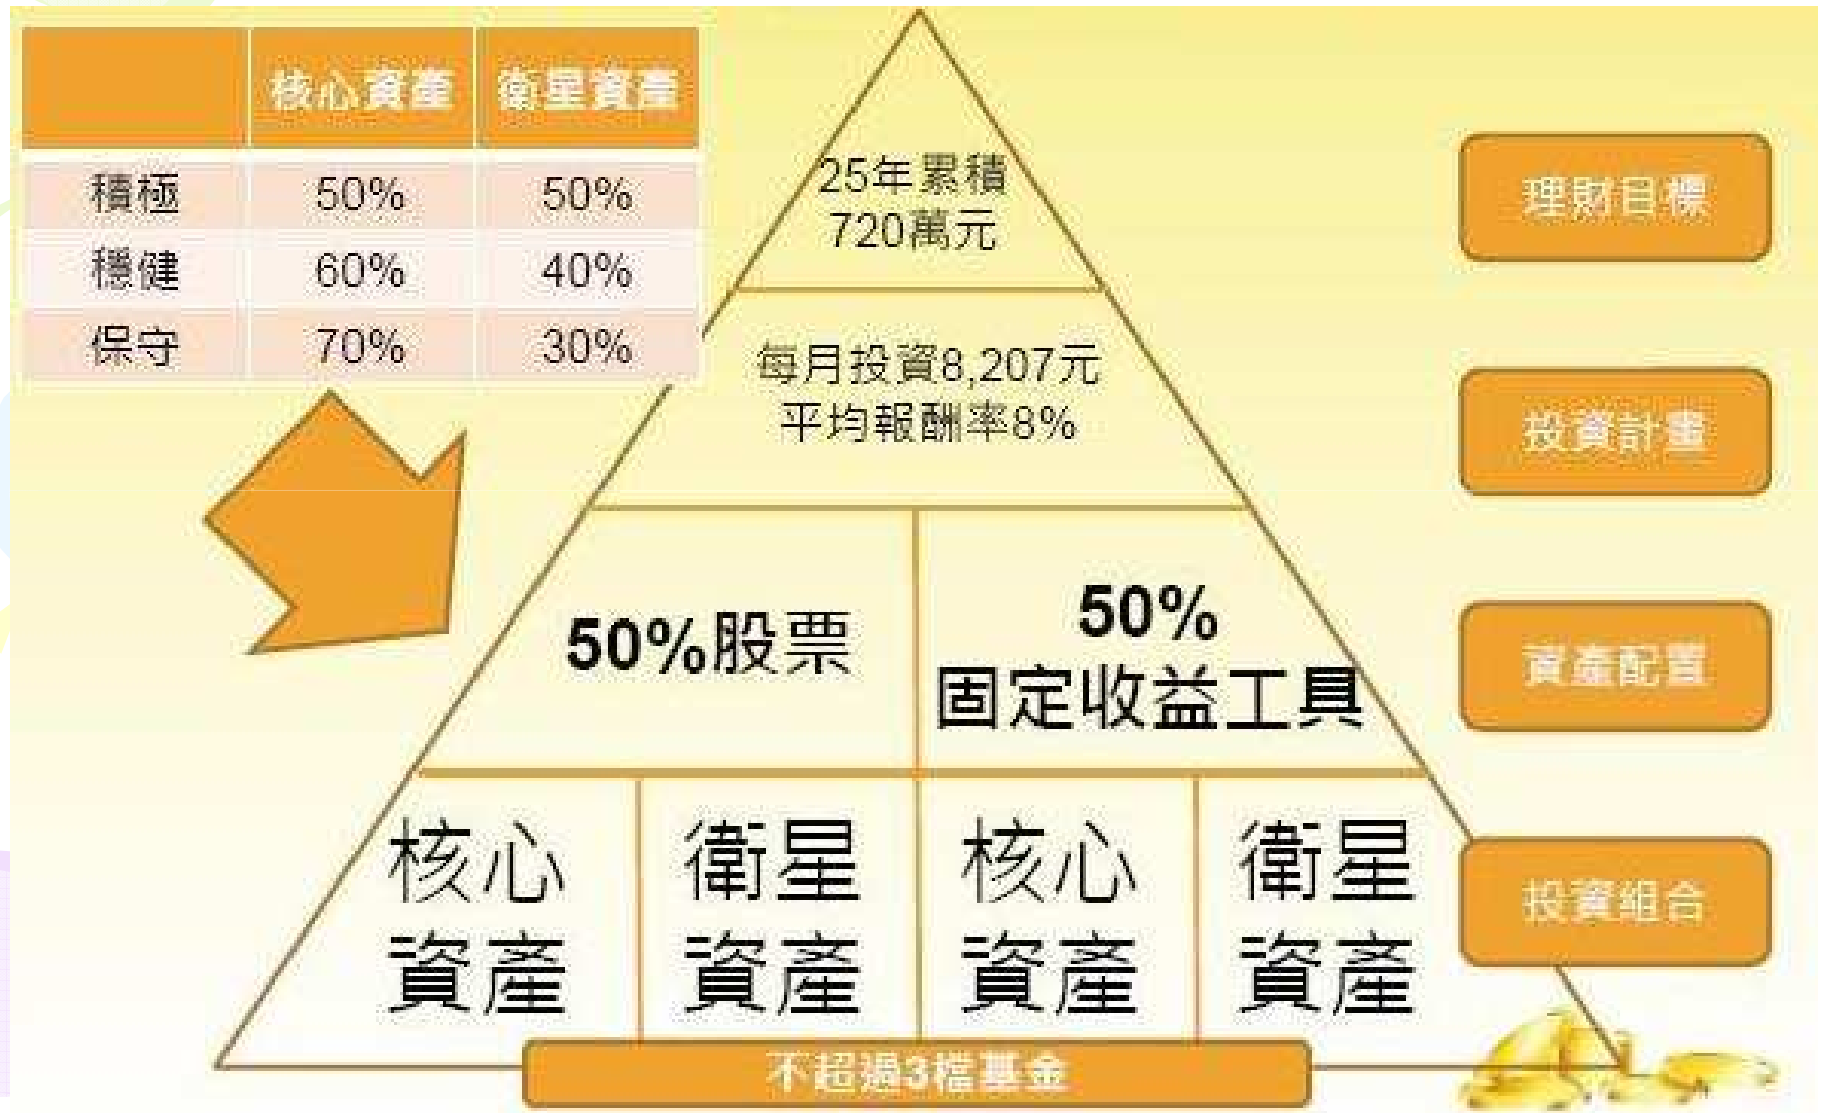 核心資產 衛星資產
積極 50% 50%
穩健 60% 40%
保守 70% 30%
25年累積
720萬元
理財目標
每月投資8,207元
平均報酬率8%
投資計畫
50%股票
50%
固定收益工具
資產配置
核心
資產
衛星
資產
核心
資產
衛星
資產
投資組合
不超過3檔基金